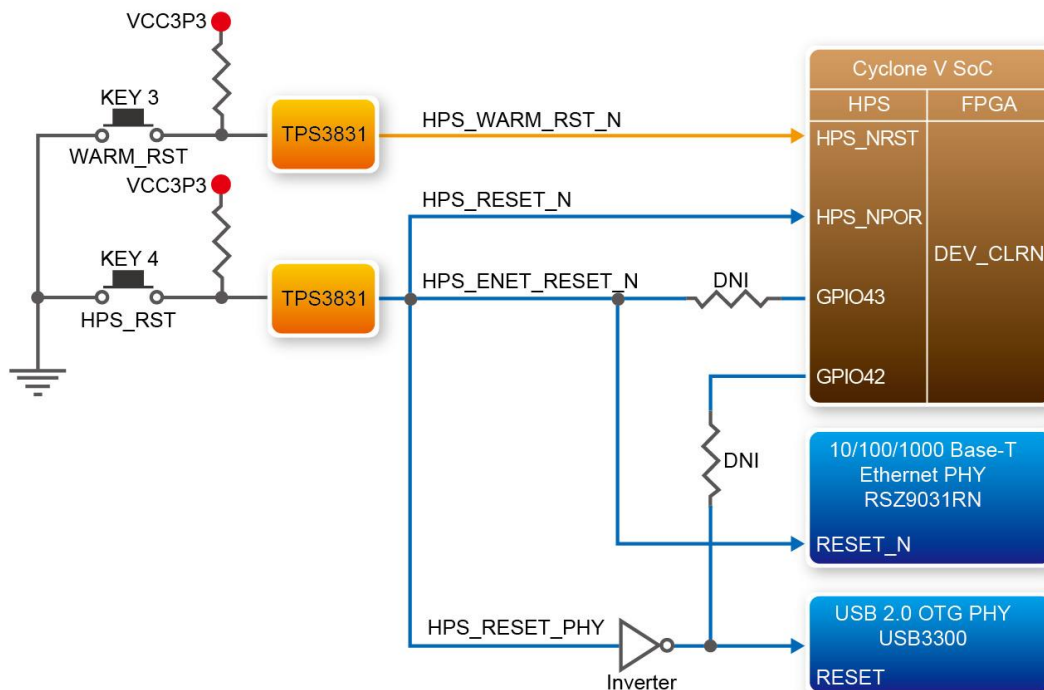 VCC3P3
KEY 3
WARM_RST
TPS3831
HPS_WARM_RST_N
VCC3P3
KEY 4
HPS_RST
TPS3831
HPS_RESET_N
HPS_ENET_RESET_N
DNI
DNI
HPS_RESET_PHY
Inverter
Cyclone V SoC
HPS
FPGA
HPS_NRST
HPS_NPOR
DEV_CLRN
GPIO43
GPIO42
10/100/1000 Base-T
Ethernet PHY
RSZ9031RN
RESET_N
USB 2.0 OTG PHY
USB3300
RESET